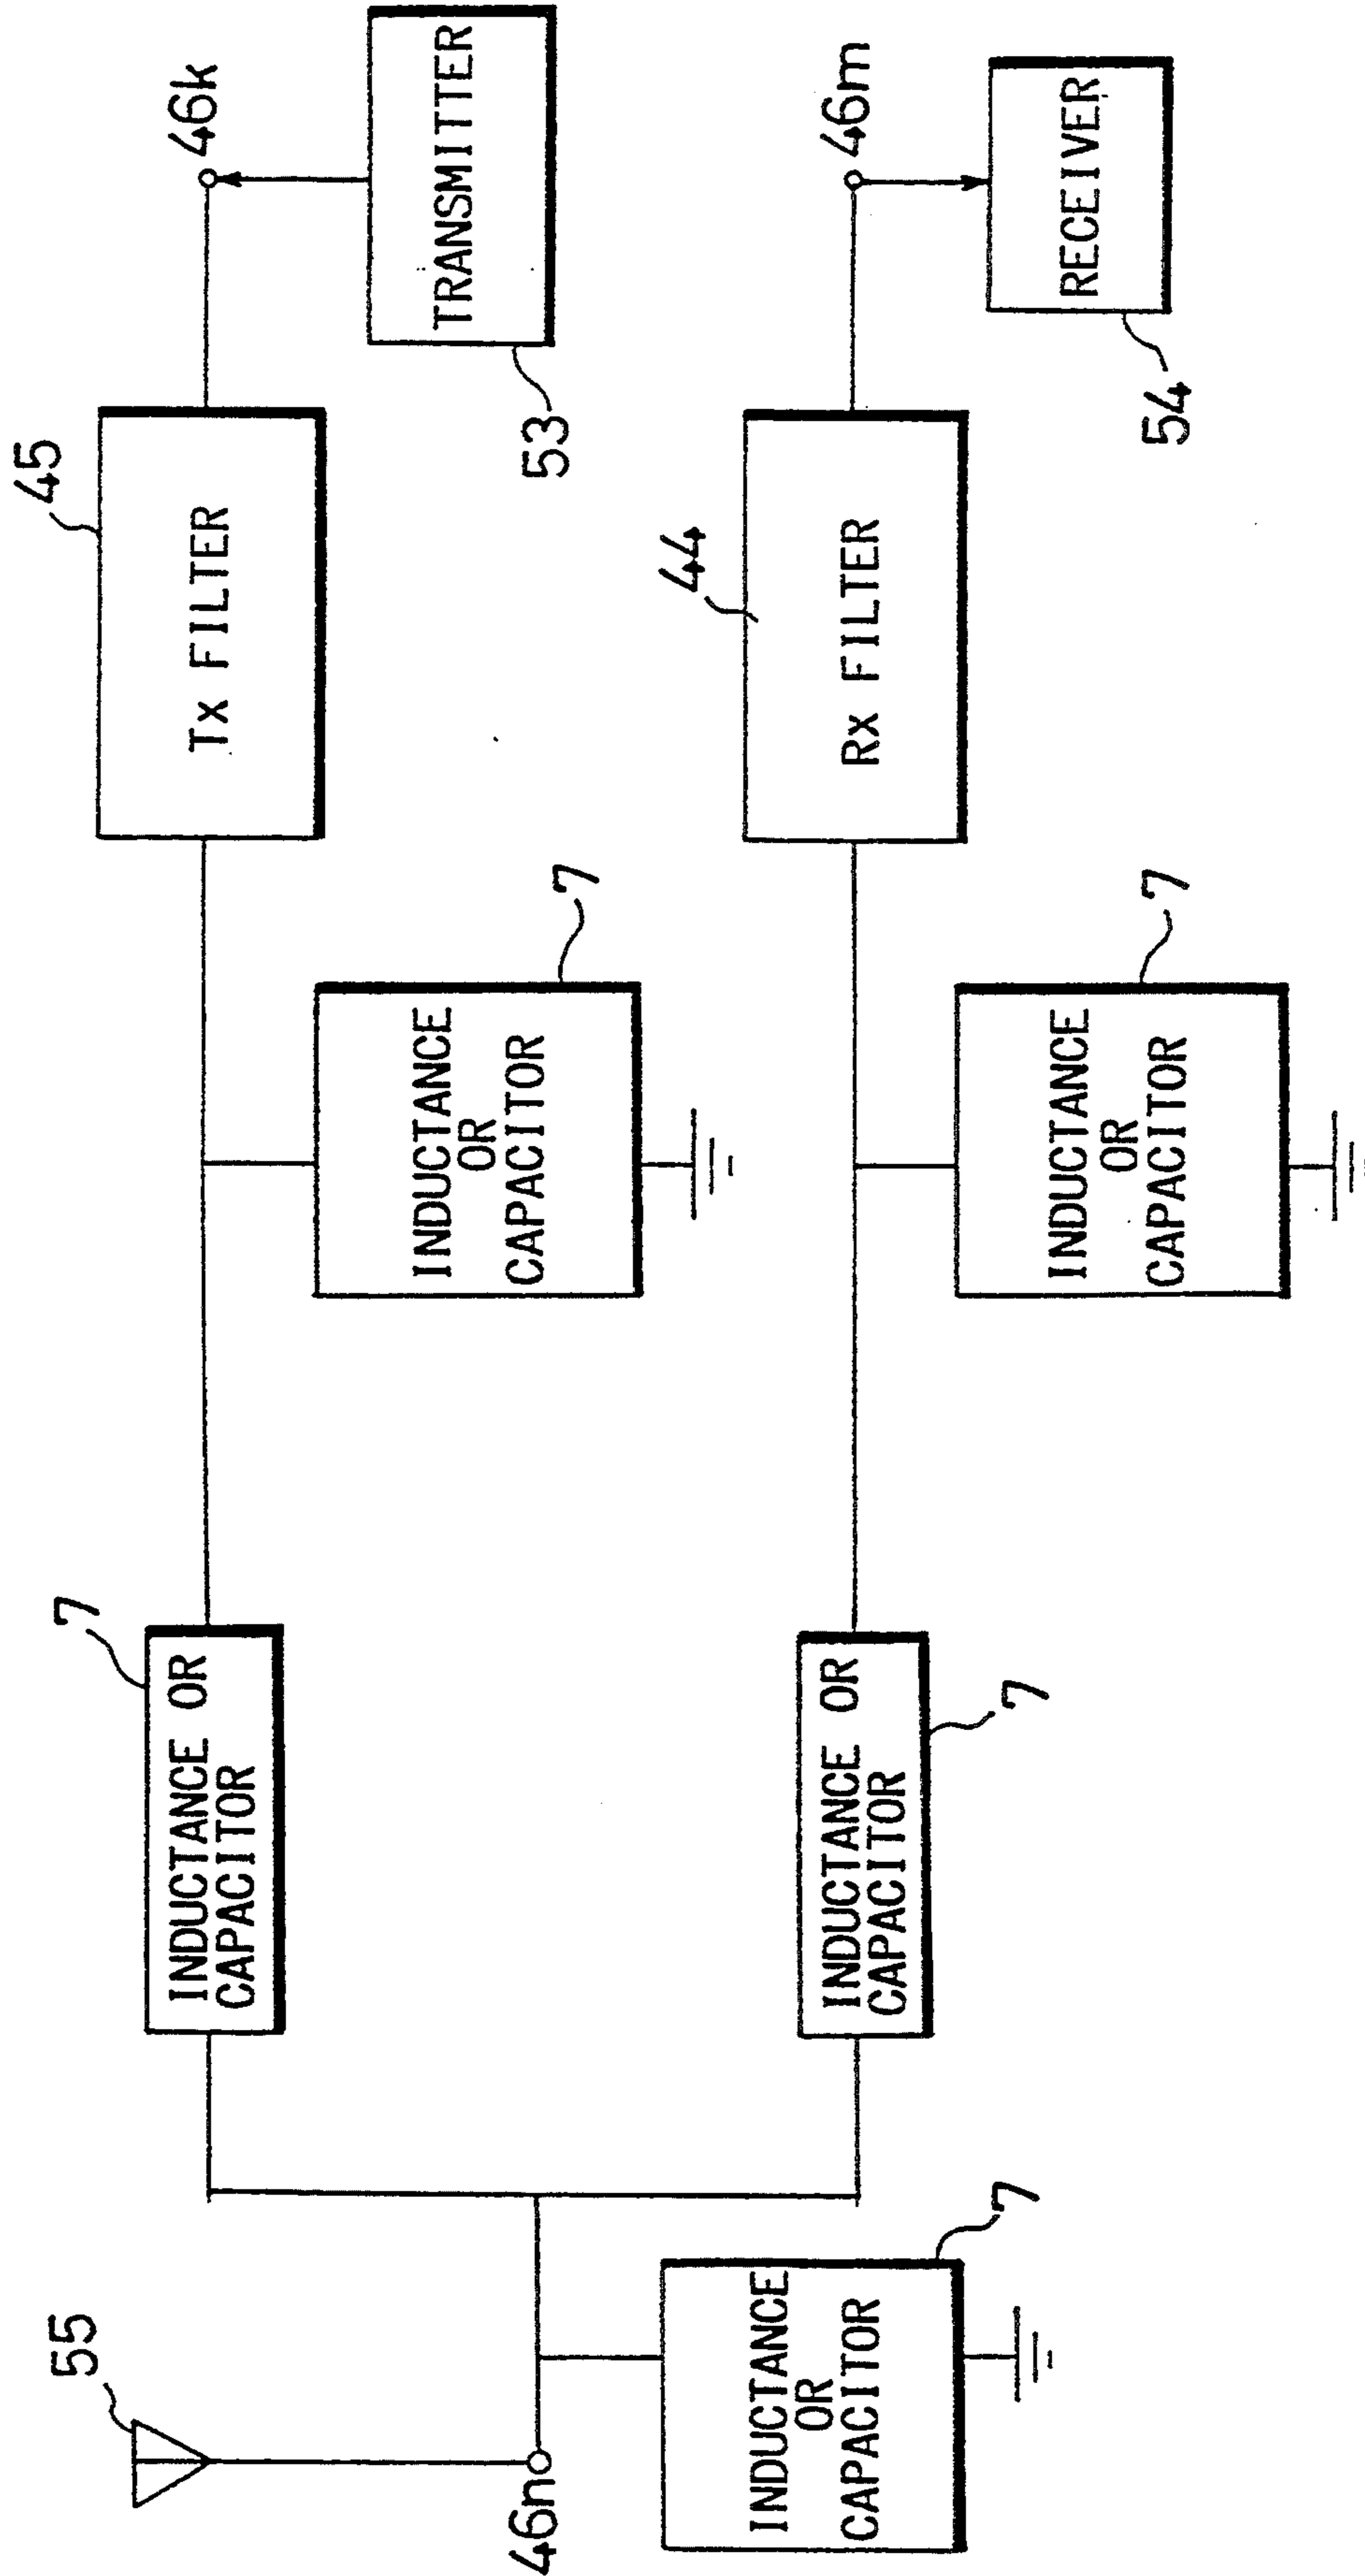 55
46n
INDUCTANCE
OR
CAPACITOR
7
7
INDUCTANCE OR
CAPACITOR
INDUCTANCE OR
CAPACITOR
7
INDUCTANCE
OR
CAPACITOR
7
INDUCTANCE
OR
CAPACITOR
7
45
Tx FILTER
44
Rx FILTER
46k
TRANSMITTER
53
46m
RECEIVER
54